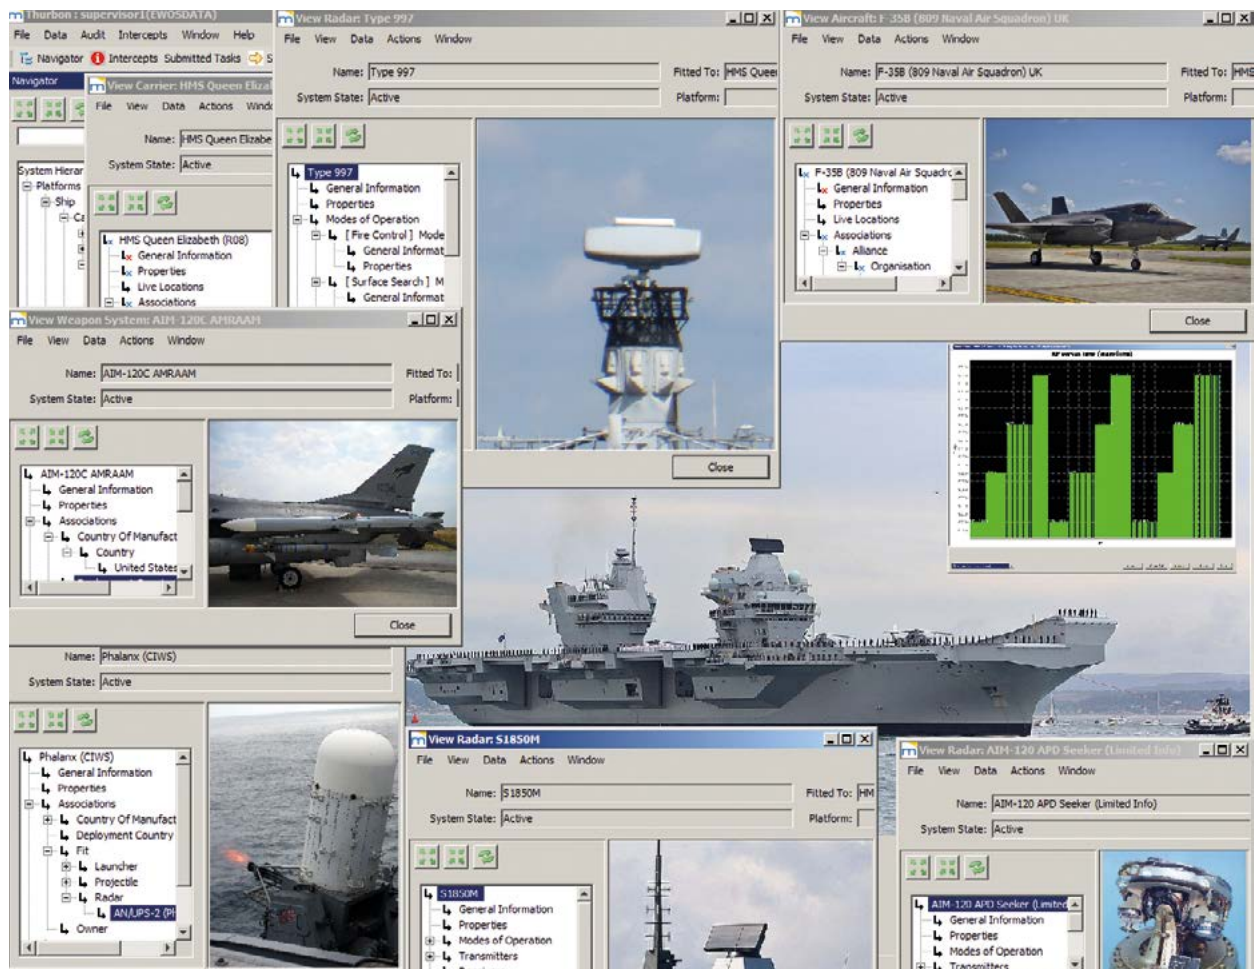 Thurbon : supervisor1(EWOSDATA)
File Data Audit Intercepts Window Help
Navigator Intercepts Submitted Tasks S
Navigator
System Hierar
Platforms
Ship
Ca
View Carrier: HMS Queen Eliza
File View Data Actions Windo
Name: HMS Queen Elizabe
System State: Active
HMS Queen Elizabeth (R08)
General Information
Properties
Live Locations
Associations
View Radar: Type 997
File View Data Actions Window
Name: Type 997 Fitted To: HMS Quee
System State: Active Platform:
Type 997
General Information
Properties
Modes of Operation
[Fire Control] Mode
General Informat
Properties
[Surface Search] M
General Informat
Close
View Aircraft: F-35B (809 Naval Air Squadron) UK
File View Data Actions Window
Name: F-35B (809 Naval Air Squadron) UK Fitted To: HMS
System State: Active Platform:
F-35B (809 Naval Air Squadrc
General Information
Properties
Live Locations
Associations
Alliance
Organisation
Close
View Weapon System: AIM-120C AMRAAM
File View Data Actions Window
Name: AIM-120C AMRAAM Fitted To:
System State: Active Platform:
AIM-120C AMRAAM
General Information
Properties
Associations
Country Of Manufact
Country
United States
Close
Name: Phalanx (CIWS)
System State: Active
Phalanx (CIWS)
General Information
Properties
Associations
Country Of Manufact
Deployment Country
Fit
Launcher
Projectile
Radar
AN/UPS-2 (Ph
Owner
View Radar: S1850M
File View Data Actions Window
Name: S1850M Fitted To: HM
System State: Active Platform:
S1850M
General Information
Properties
Modes of Operation
Transmitters
View Radar: AIM-120 APD Seeker (Limited Info)
File View Data Actions Window
Name: AIM-120 APD Seeker (Limited Info)
System State: Active
AIM-120 APD Seeker (Limited
General Information
Properties
Modes of Operation
Transmitters